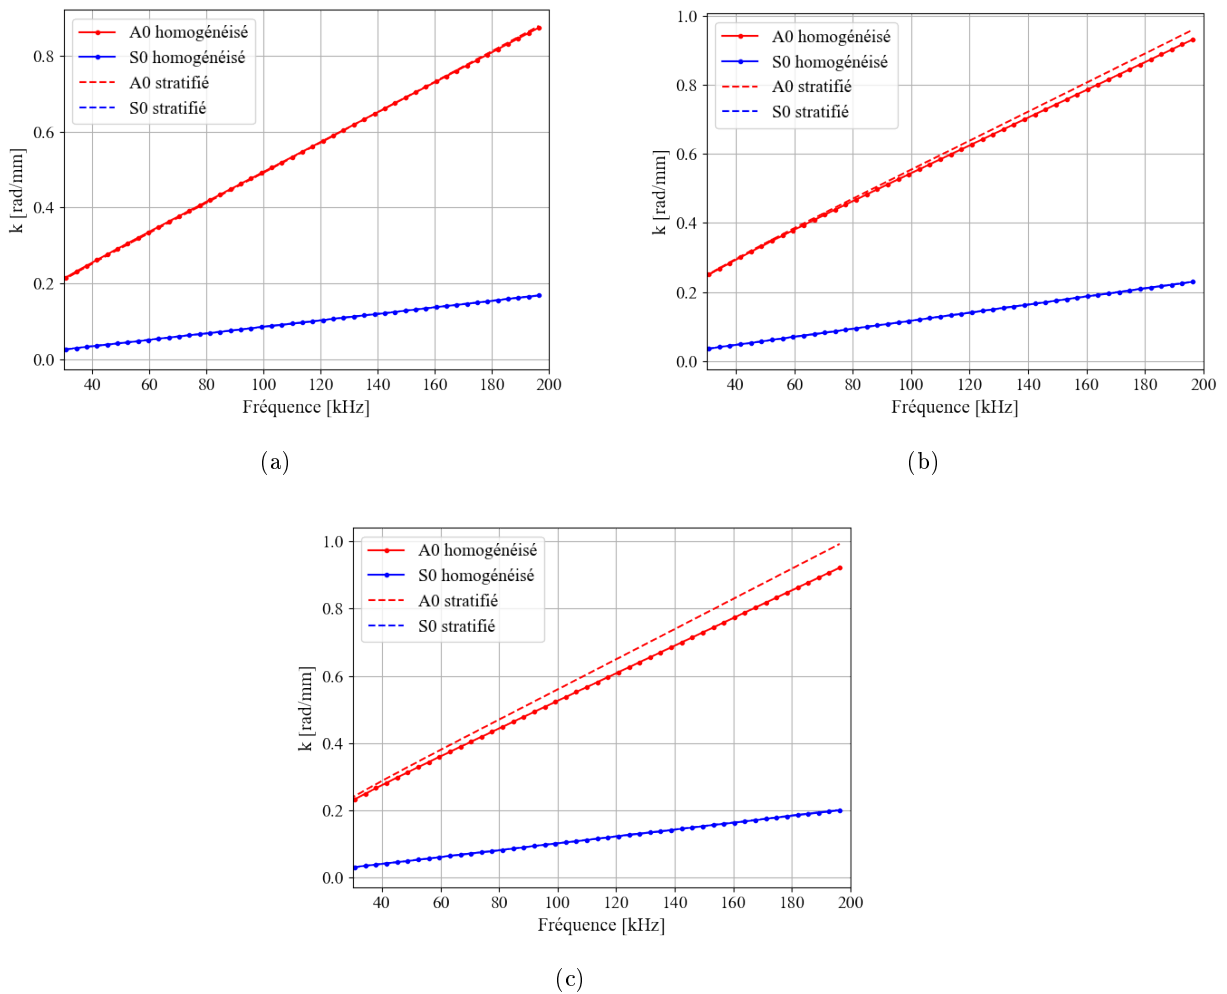 A0 homogénéisé
S0 homogénéisé
A0 stratifié
S0 stratifié
0.8
0.6
0.4
0.2
0.0
k [rad/mm]
40 60 80 100 120 140 160 180 200
Fréquence [kHz]
(a)
A0 homogénéisé
S0 homogénéisé
A0 stratifié
S0 stratifié
1.0
0.8
0.6
0.4
0.2
0.0
k [rad/mm]
40 60 80 100 120 140 160 180 200
Fréquence [kHz]
(b)
A0 homogénéisé
S0 homogénéisé
A0 stratifié
S0 stratifié
1.0
0.8
0.6
0.4
0.2
0.0
k [rad/mm]
40 60 80 100 120 140 160 180 200
Fréquence [kHz]
(c)